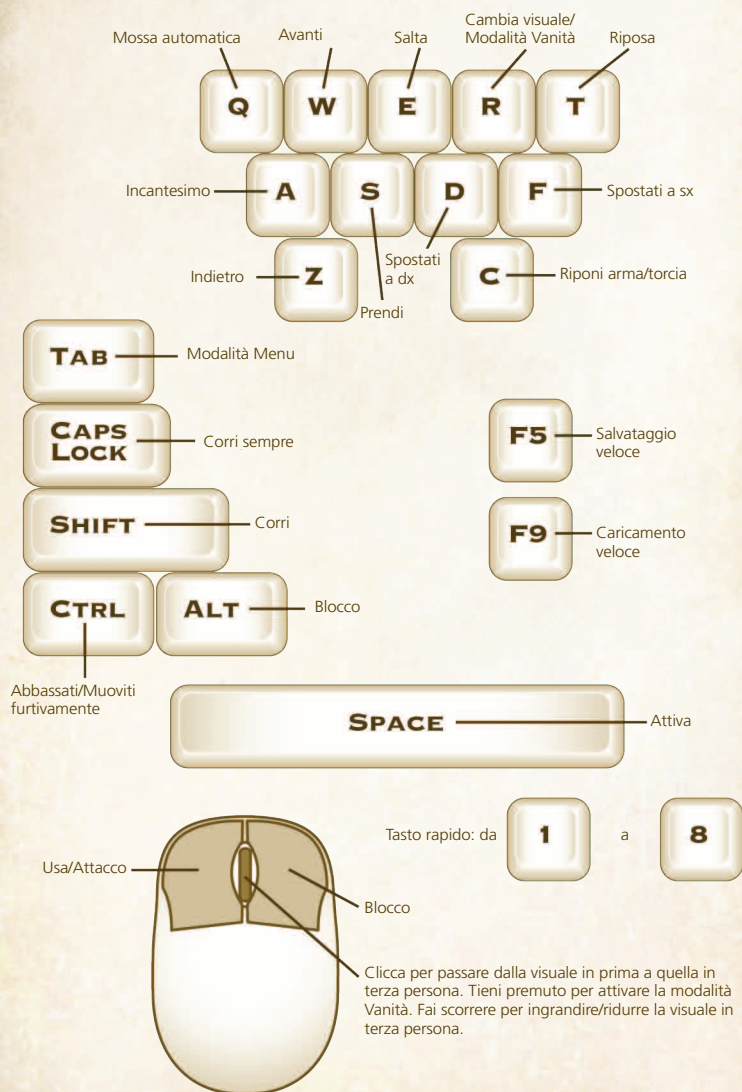 Mossa automatica
Avanti
Salta
Cambia visuale/
Modalità Vanità
Riposa
Q
W
E
R
T
Incantesimo
A
S
D
F
Spostati a sx
Indietro
Z
Spostati
a dx
C
Riponi arma/torcia
Prendi
TAB
Modalità Menu
CAPS
LOCK
Corri sempre
F5
Salvataggio
veloce
SHIFT
Corri
F9
Caricamento
veloce
CTRL
ALT
Blocco
Abbassati/Muoviti
furtivamente
SPACE
Attiva
Tasto rapido: da
1
a
8
Usa/Attacco
Blocco
Clicca per passare dalla visuale in prima a quella in
terza persona. Tieni premuto per attivare la modalità
Vanità. Fai scorrere per ingrandire/ridurre la visuale in
terza persona.